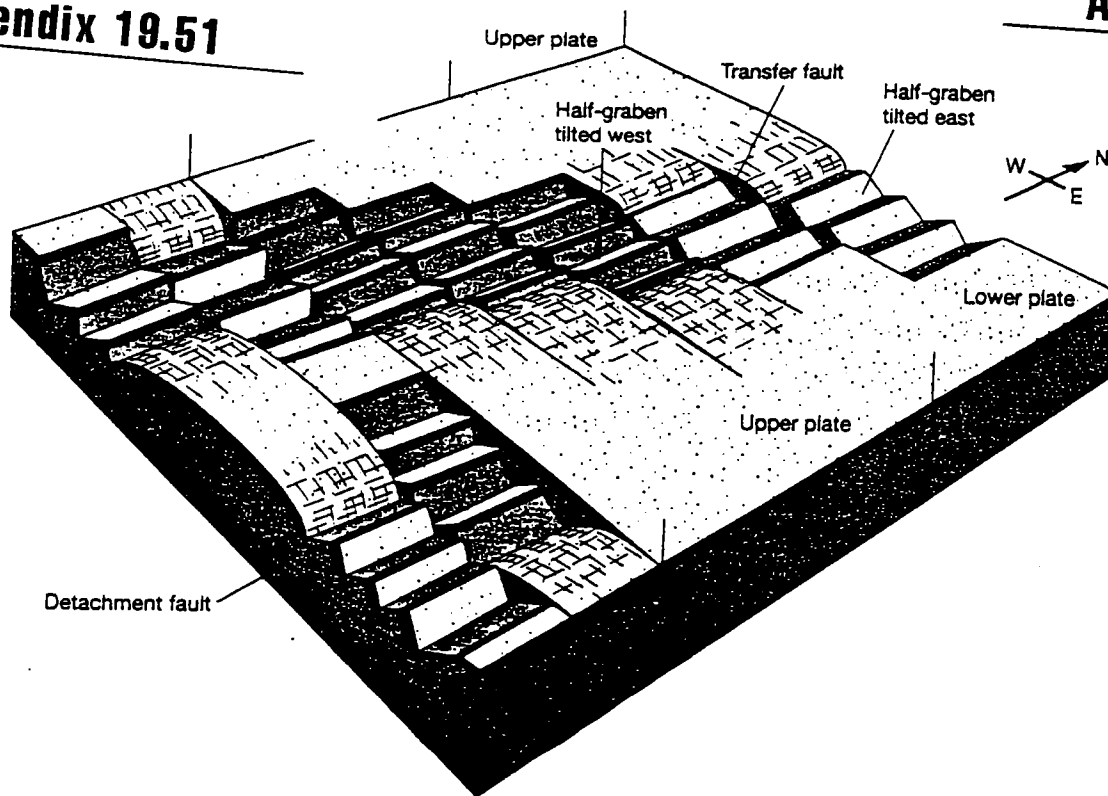 endix 19.51
A
Upper plate
Transfer fault
Half-graben
tilted west
Half-graben
tilted east
W
N
E
Lower plate
Upper plate
Detachment fault